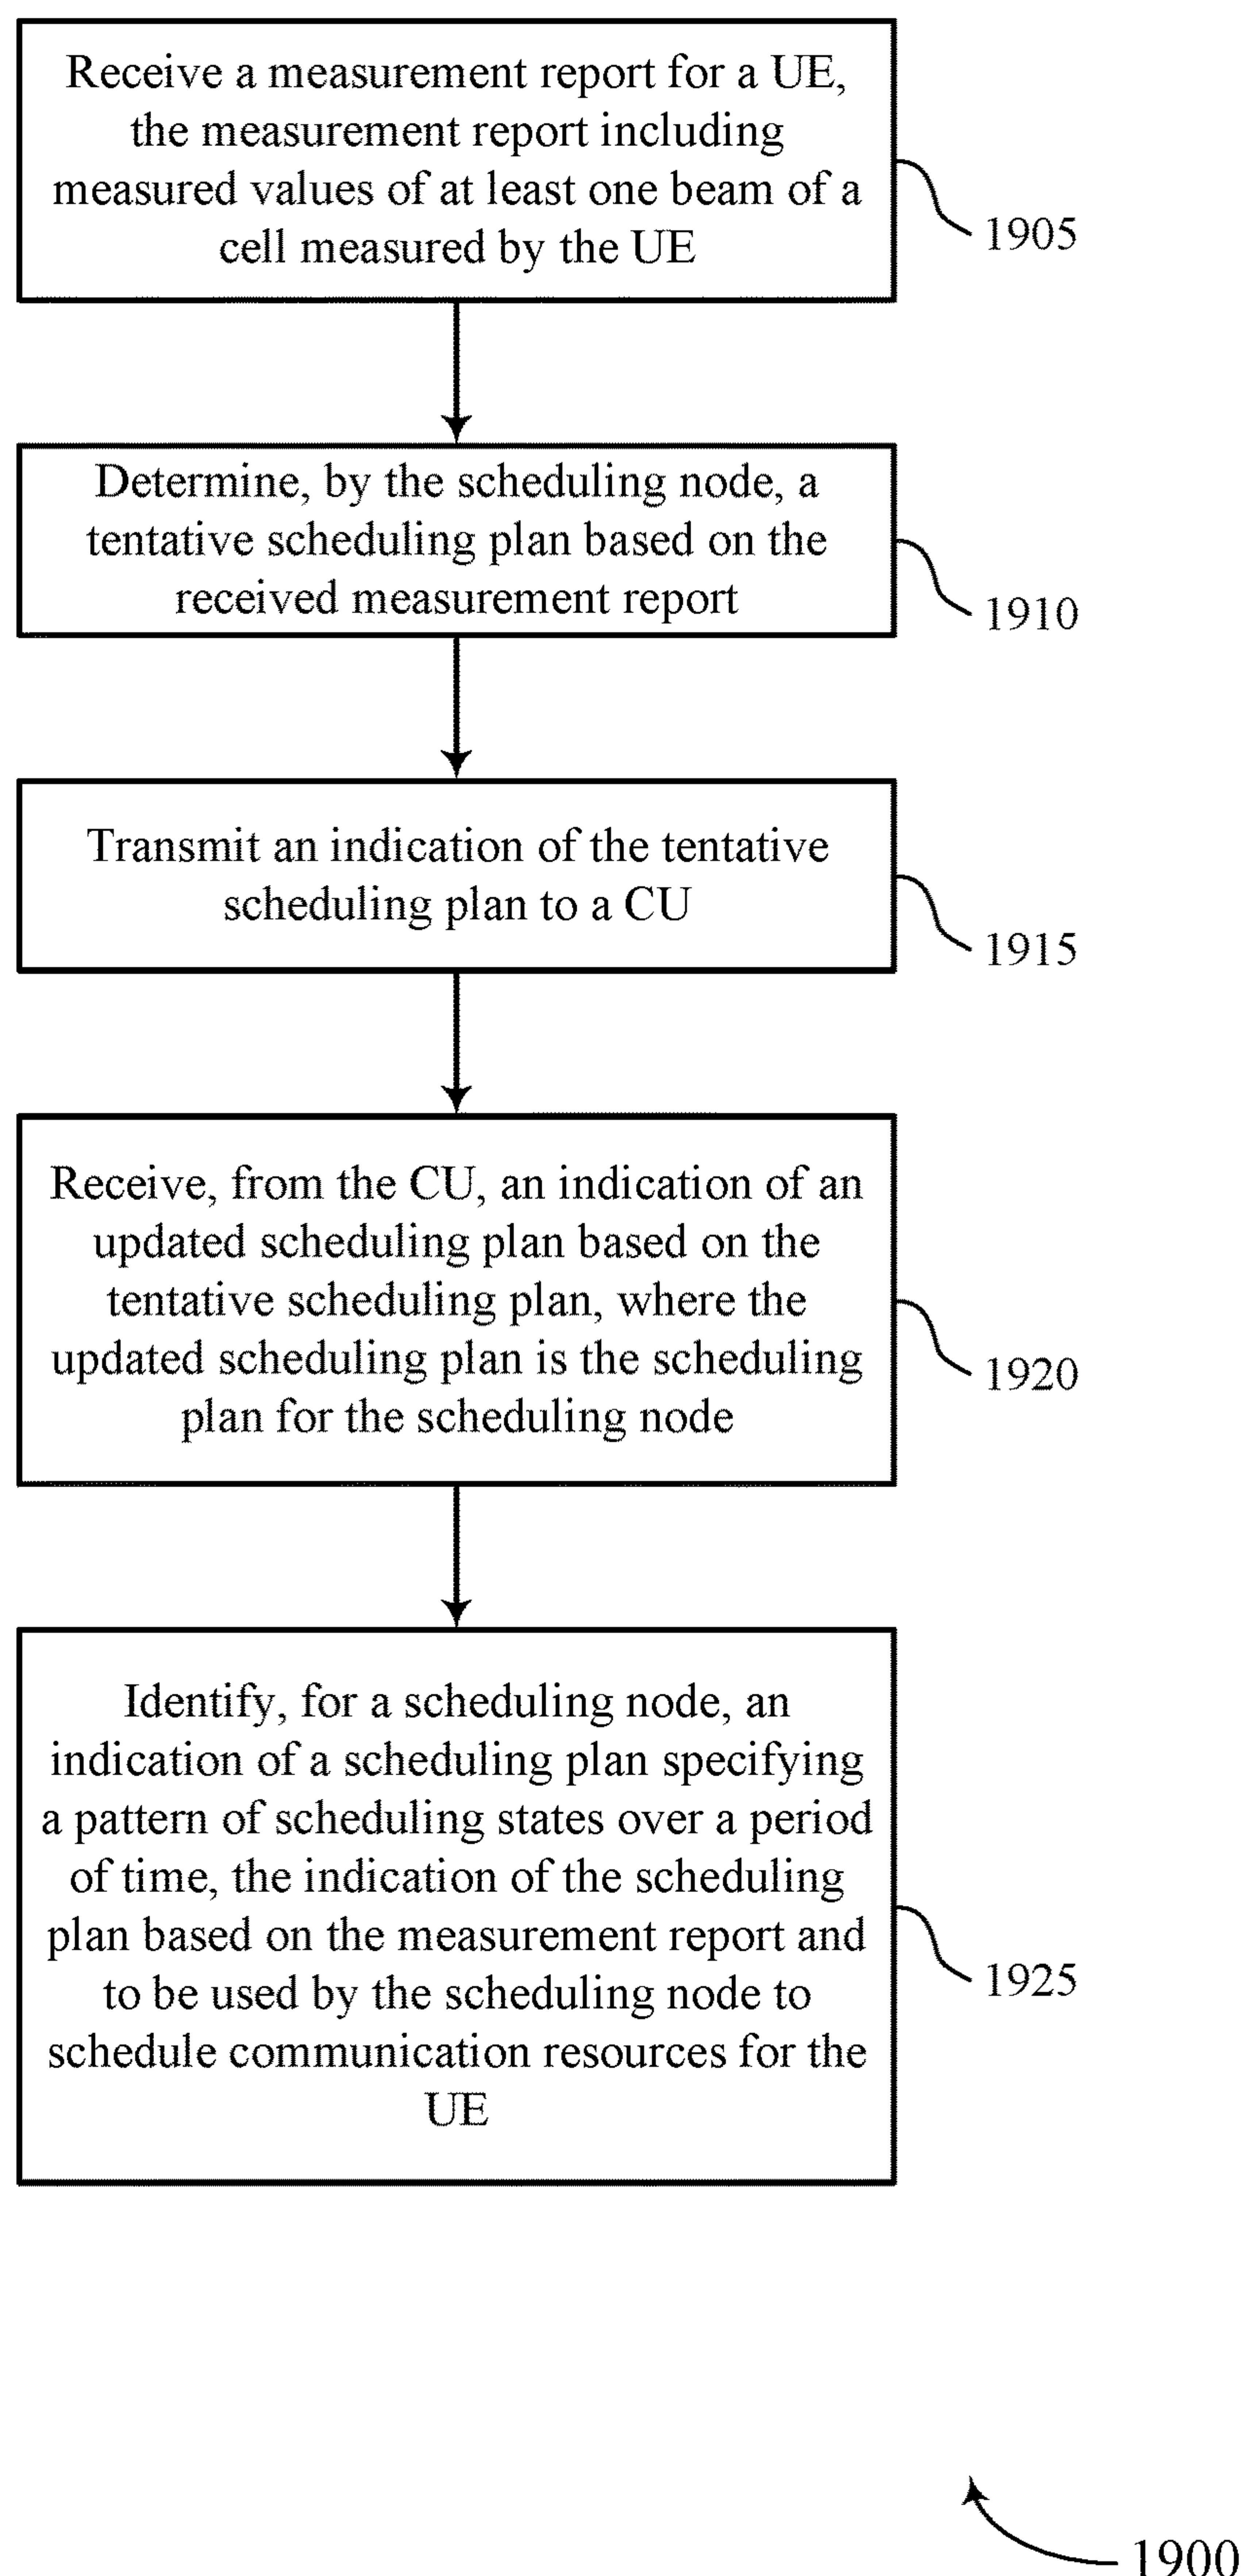 Receive a measurement report for a UE,
the measurement report including
measured values of at least one beam of a
cell measured by the UE
1905
Determine, by the scheduling node, a
tentative scheduling plan based on the
received measurement report
1910
Transmit an indication of the tentative
scheduling plan to a CU
1915
Receive, from the CU, an indication of an
updated scheduling plan based on the
tentative scheduling plan, where the
updated scheduling plan is the scheduling
plan for the scheduling node
1920
Identify, for a scheduling node, an
indication of a scheduling plan specifying
a pattern of scheduling states over a period
of time, the indication of the scheduling
plan based on the measurement report and
to be used by the scheduling node to
schedule communication resources for the
UE
1925
1900